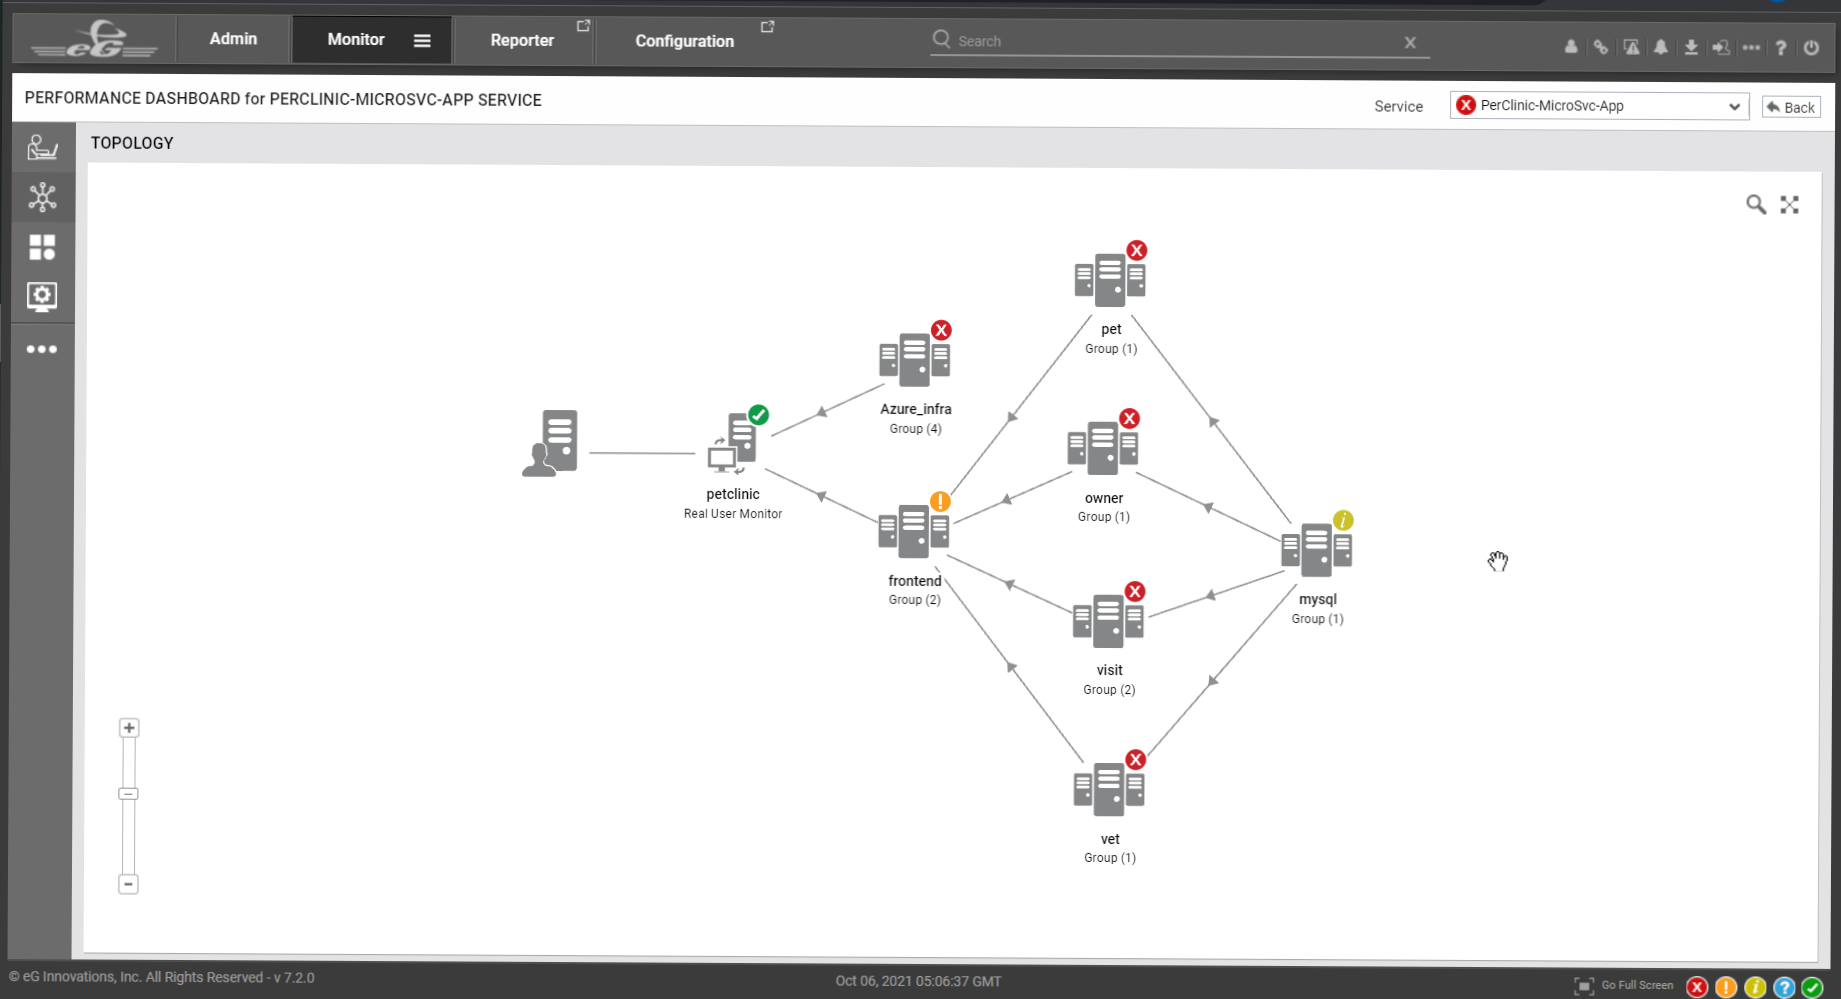 eG
Admin
Monitor
Reporter
Configuration
Search
X
PERFORMANCE DASHBOARD for PERCLINIC-MICROSVC-APP SERVICE
Service
X PerClinic-MicroSvc-App
Back
TOPOLOGY
X
pet
Group (1)
X
Azure_infra
Group (4)
petclinic
Real User Monitor
X
owner
Group (1)
!
frontend
Group (2)
i
mysql
Group (1)
X
visit
Group (2)
X
vet
Group (1)
+
-
© eG Innovations, Inc. All Rights Reserved - v 7.2.0
Oct 06, 2021 05:06:37 GMT
Go Full Screen
X ! i ?